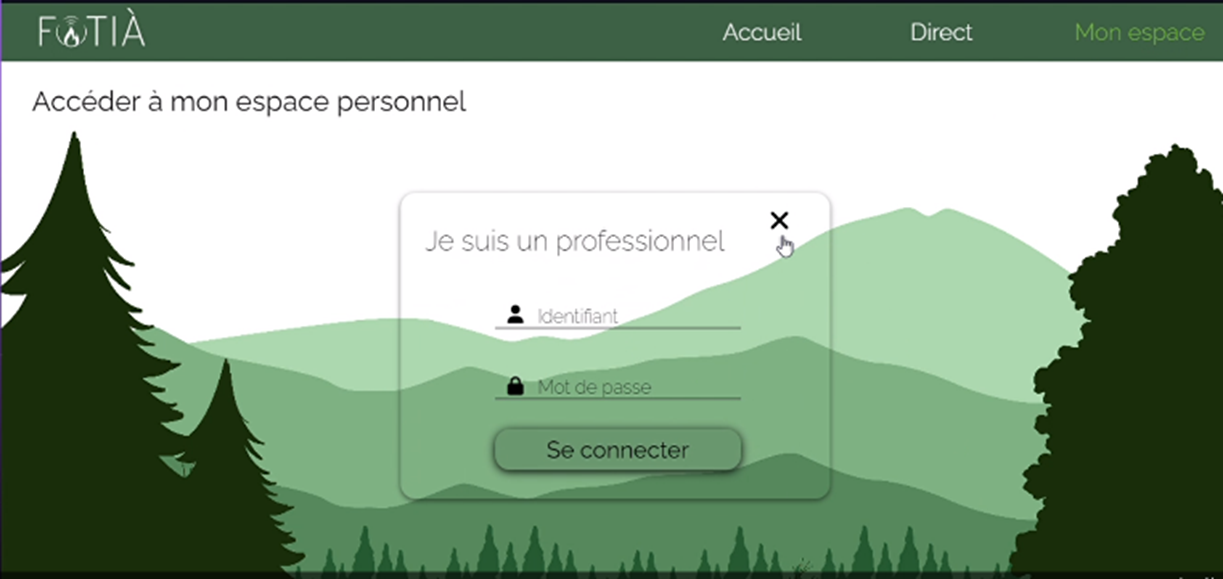 FOTIÀ
Accueil
Direct
Mon espace
Accéder à mon espace personnel
Je suis un professionnel
Identifiant
Mot de passe
Se connecter